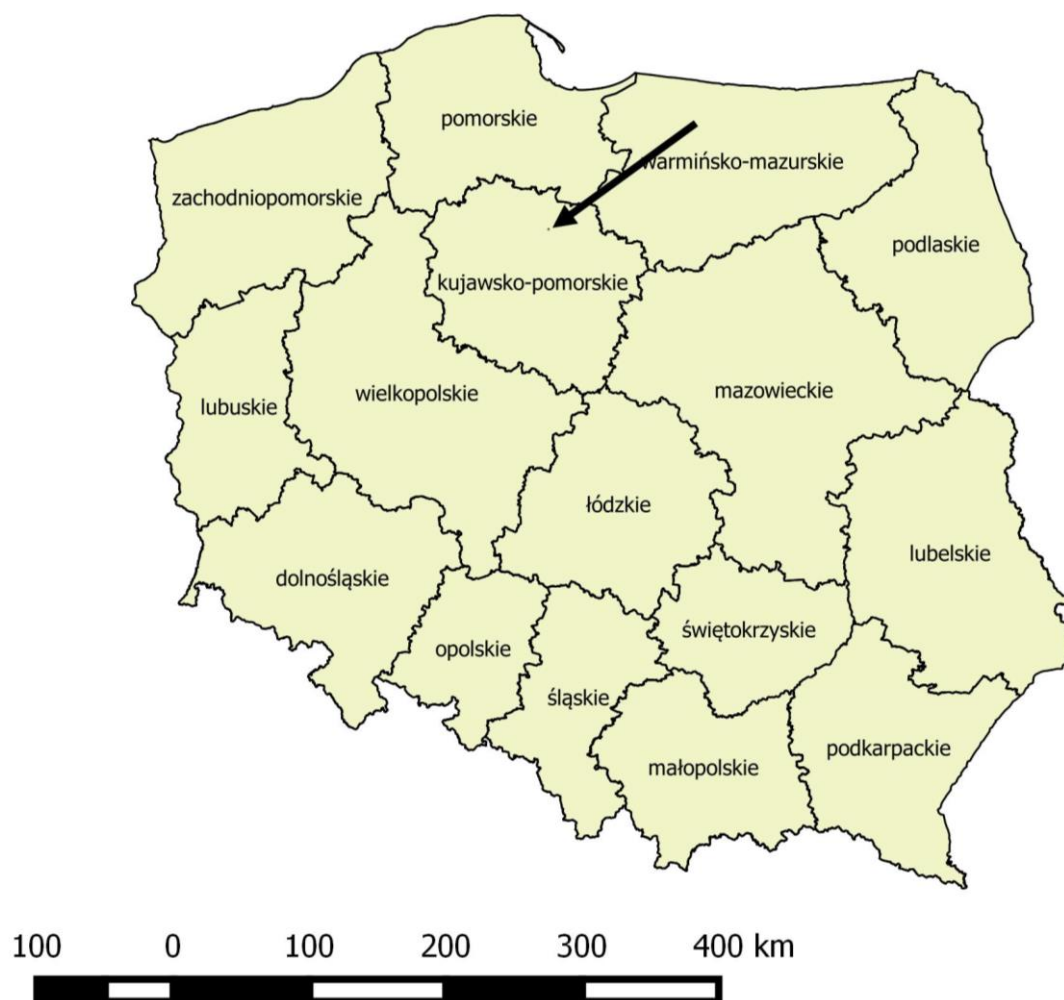 pomorskie
warmińsko-mazurskie
zachodniopomorskie
podlaskie
kujawsko-pomorskie
mazowieckie
wielkopolskie
lubuskie
łódzkie
lubelskie
dolnośląskie
świętokrzyskie
opolskie
śląskie
podkarpackie
małopolskie
100 0 100 200 300 400 km